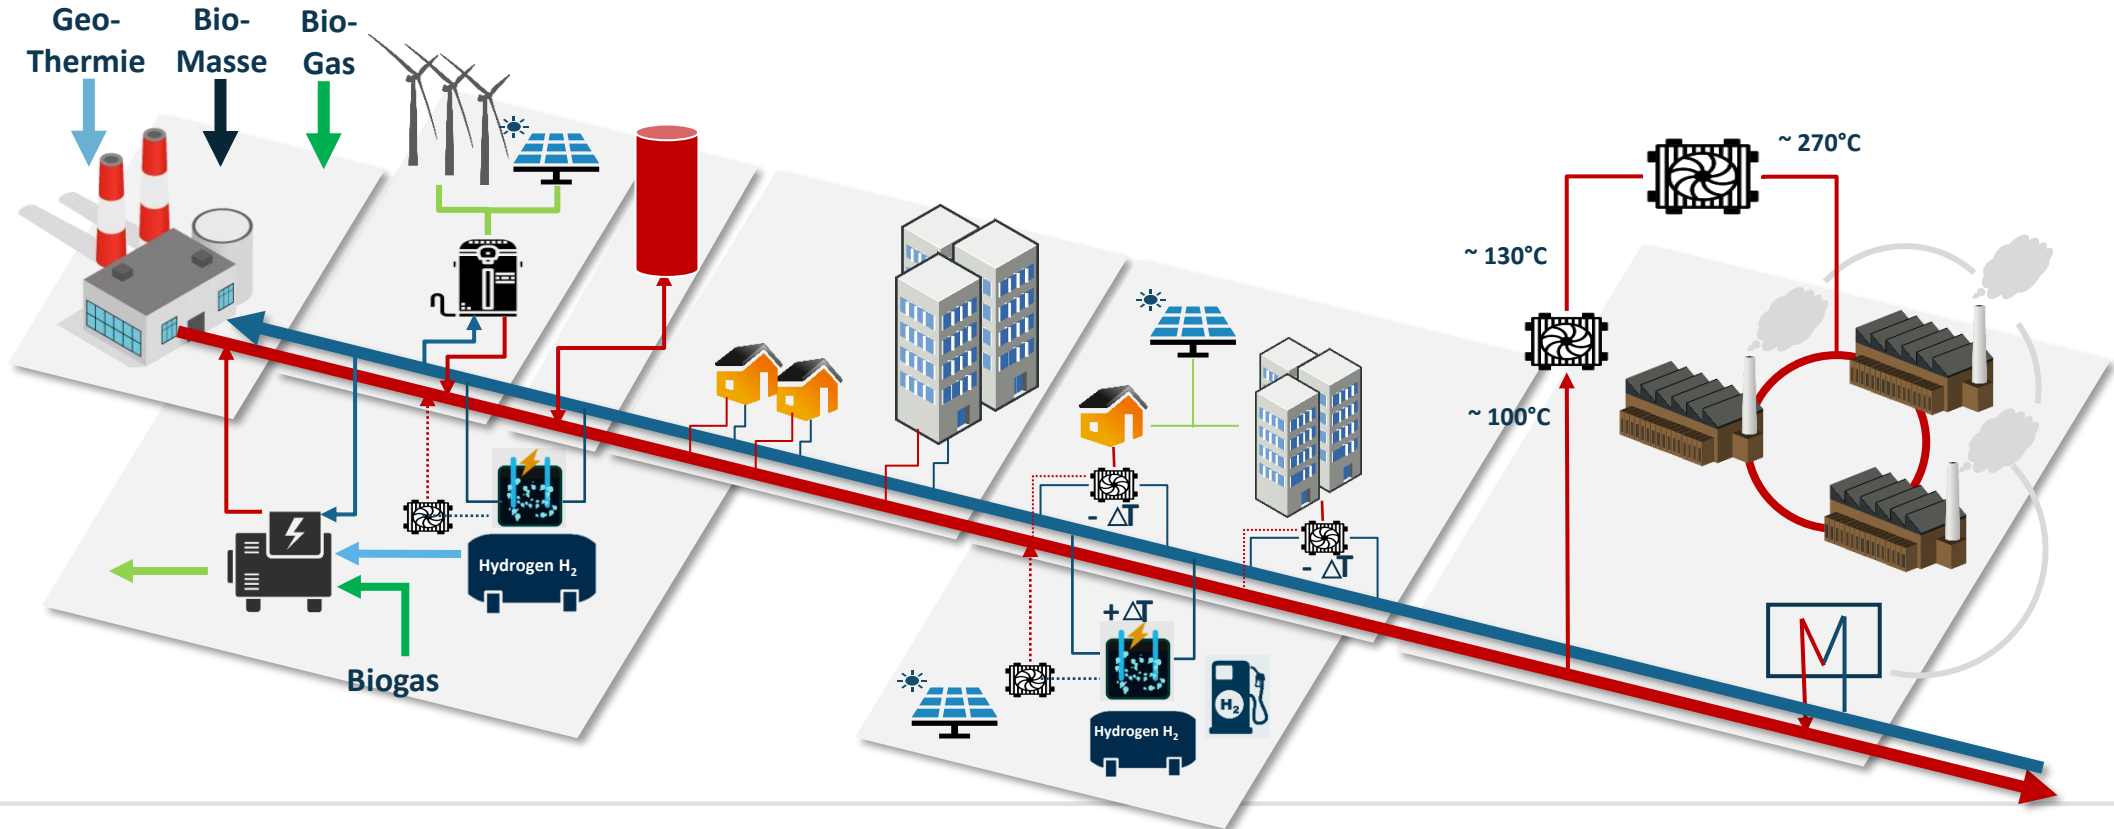 Geo-
Thermie
Bio-
Masse
Bio-
Gas
~ 270°C
~ 130°C
~ 100°C
- ΔT
- ΔT
Hydrogen H₂
+ ΔT
Biogas
H₂
Hydrogen H₂